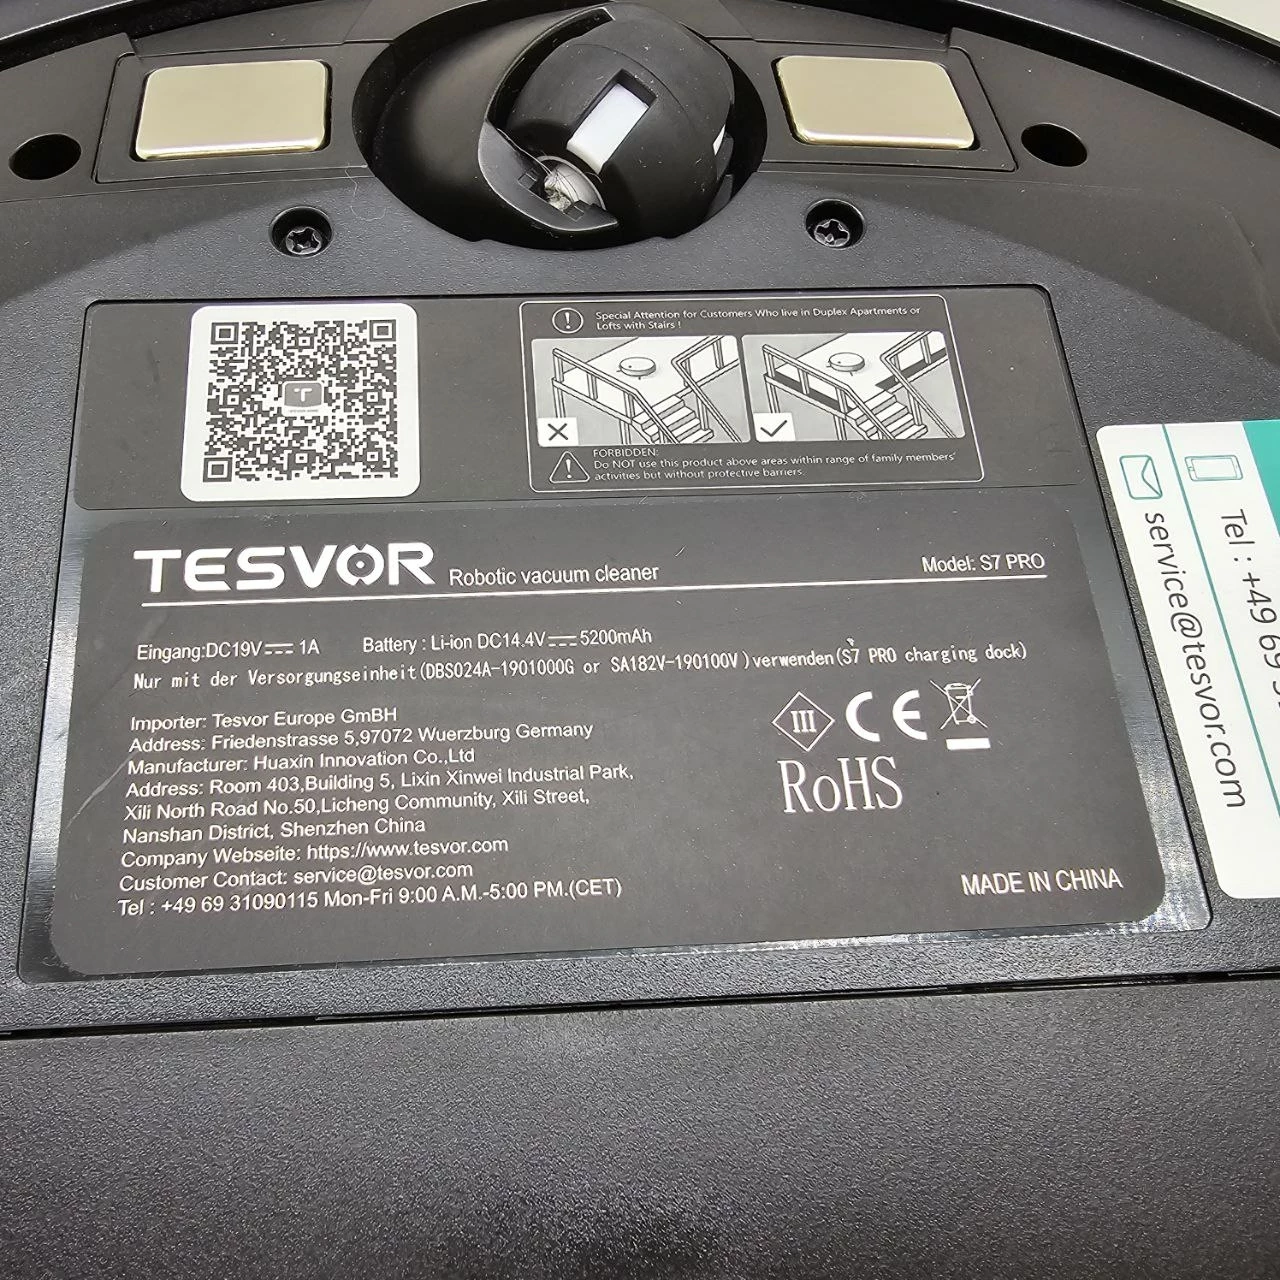 Special Attention for Customers Who live in Duplex Apartments or
Lofts with Stairs !
FORBIDDEN:
Do NOT use this product above areas within range of family members'
activities but without protective barriers.
TESVOR Robotic vacuum cleaner Model: S7 PRO
Eingang:DC19V⎓ 1A Battery : Li-ion DC14.4V⎓5200mAh
Nur mit der Versorgungseinheit(DBS024A-1901000G or SA182V-190100V)verwenden(S7 PRO charging dock)
Importer: Tesvor Europe GmBH
Address: Friedenstrasse 5,97072 Wuerzburg Germany
Manufacturer: Huaxin Innovation Co.,Ltd
Address: Room 403,Building 5, Lixin Xinwei Industrial Park,
Xili North Road No.50,Licheng Community, Xili Street,
Nanshan District, Shenzhen China
Company Webseite: https://www.tesvor.com
Customer Contact: service@tesvor.com
Tel : +49 69 31090115 Mon-Fri 9:00 A.M.-5:00 PM.(CET)
III CE
RoHS
MADE IN CHINA
Tel : +49 69
service@tesvor.com